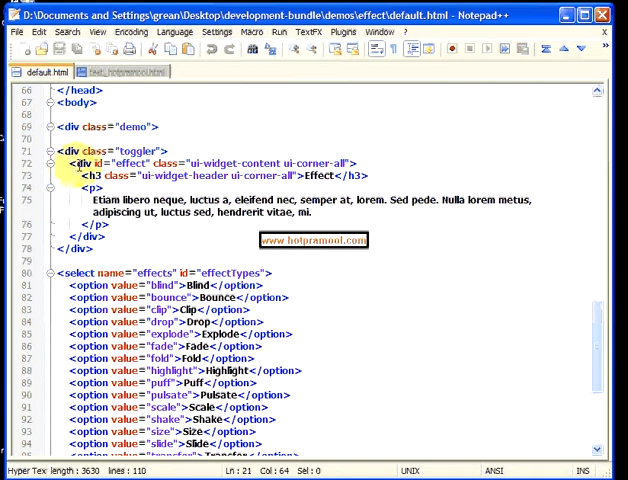 D:\Documents and Settings\grean\Desktop\development-bundle\demos\effect\default.html - Notepad++
File Edit Search View Encoding Language Settings Macro Run TextFX Plugins Window ?
X
default.html text_hotpramool.html
66 </head>
67 <body>
68
69 <div class="demo">
70
71 <div class="toggler">
72 <div id="effect" class="ui-widget-content ui-corner-all">
73 <h3 class="ui-widget-header ui-corner-all">Effect</h3>
74 <p>
75 Etiam libero neque, luctus a, eleifend nec, semper at, lorem. Sed pede. Nulla lorem metus,
adipiscing ut, luctus sed, hendrerit vitae, mi.
76 </p>
77 </div>
www hotpramool.com
78 </div>
79
80 <select name="effects" id="effectTypes">
81 <option value="blind">Blind</option>
82 <option value="bounce">Bounce</option>
83 <option value="clip">Clip</option>
84 <option value="drop">Drop</option>
85 <option value="explode">Explode</option>
86 <option value="fade">Fade</option>
87 <option value="fold">Fold</option>
88 <option value="highlight">Highlight</option>
89 <option value="puff">Puff</option>
90 <option value="pulsate">Pulsate</option>
91 <option value="scale">Scale</option>
92 <option value="shake">Shake</option>
93 <option value="size">Size</option>
94 <option value="slide">Slide</option>
95 <option value="transfer">Transfer</option>
Hyper Tex length : 3630 lines : 110 Ln : 21 Col : 64 Sel : 0 UNIX ANSI INS